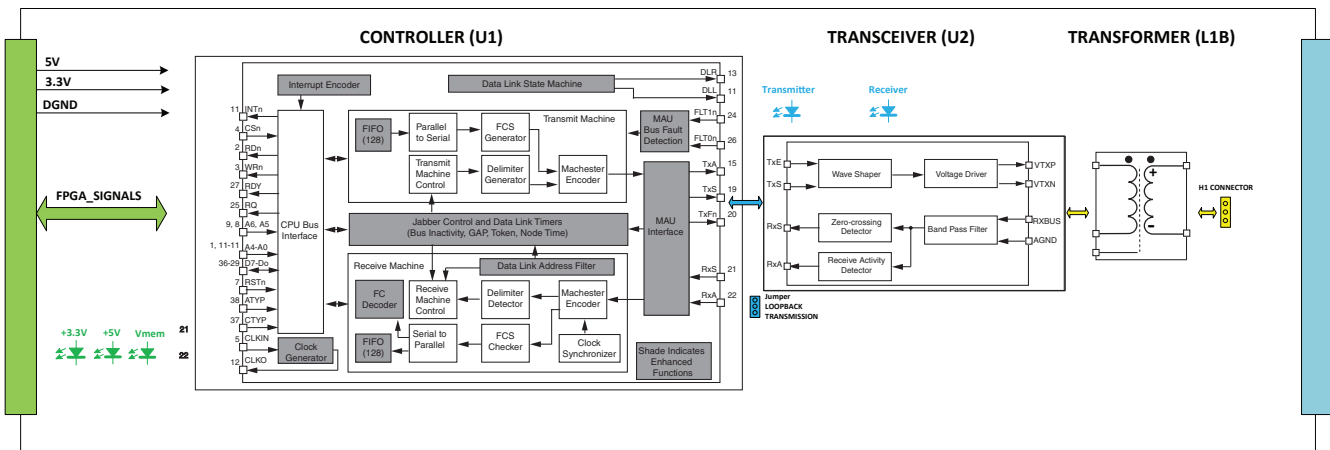 CONTROLLER (U1)
TRANSCEIVER (U2)
TRANSFORMER (L1B)
5V
3.3V
DGND
FPGA_SIGNALS
+3.3V
+5V
Vmem
21
22
11 INTn
4 CSn
2 RDn
3 WRn
27 RDY
25 RQ
9, 8 A6, A5
1, 11-11 A4-A0
36-29 D7-Do
7 RSTn
38 ATYP
37 CTYP
5 CLKIN
12 CLKO
Interrupt Encoder
CPU Bus
Interface
Clock
Generator
Data Link State Machine
Transmit Machine
FIFO
(128)
Parallel
to Serial
FCS
Generator
Transmit
Machine
Control
Delimiter
Generator
Machester
Encoder
Jabber Control and Data Link Timers
(Bus Inactivity, GAP, Token, Node Time)
Receive Machine
Data Link Address Filter
FC
Decoder
Receive
Machine
Control
Delimiter
Detector
Machester
Encoder
FIFO
(128)
Serial to
Parallel
FCS
Checker
Clock
Synchronizer
MAU
Bus Fault
Detection
MAU
Interface
Shade Indicates
Enhanced
Functions
DLR 13
DLL 11
FLT1n 24
FLT0n 26
TxA 15
TxS 19
TxFn 20
RxS 21
RxA 22
Transmitter
Receiver
Jumper
LOOPBACK
TRANSMISSION
TxE
TxS
RxS
RxA
Wave Shaper
Voltage Driver
Zero-crossing
Detector
Band Pass Filter
Receive Activity
Detector
VTXP
VTXN
RXBUS
AGND
+
-
H1 CONNECTOR